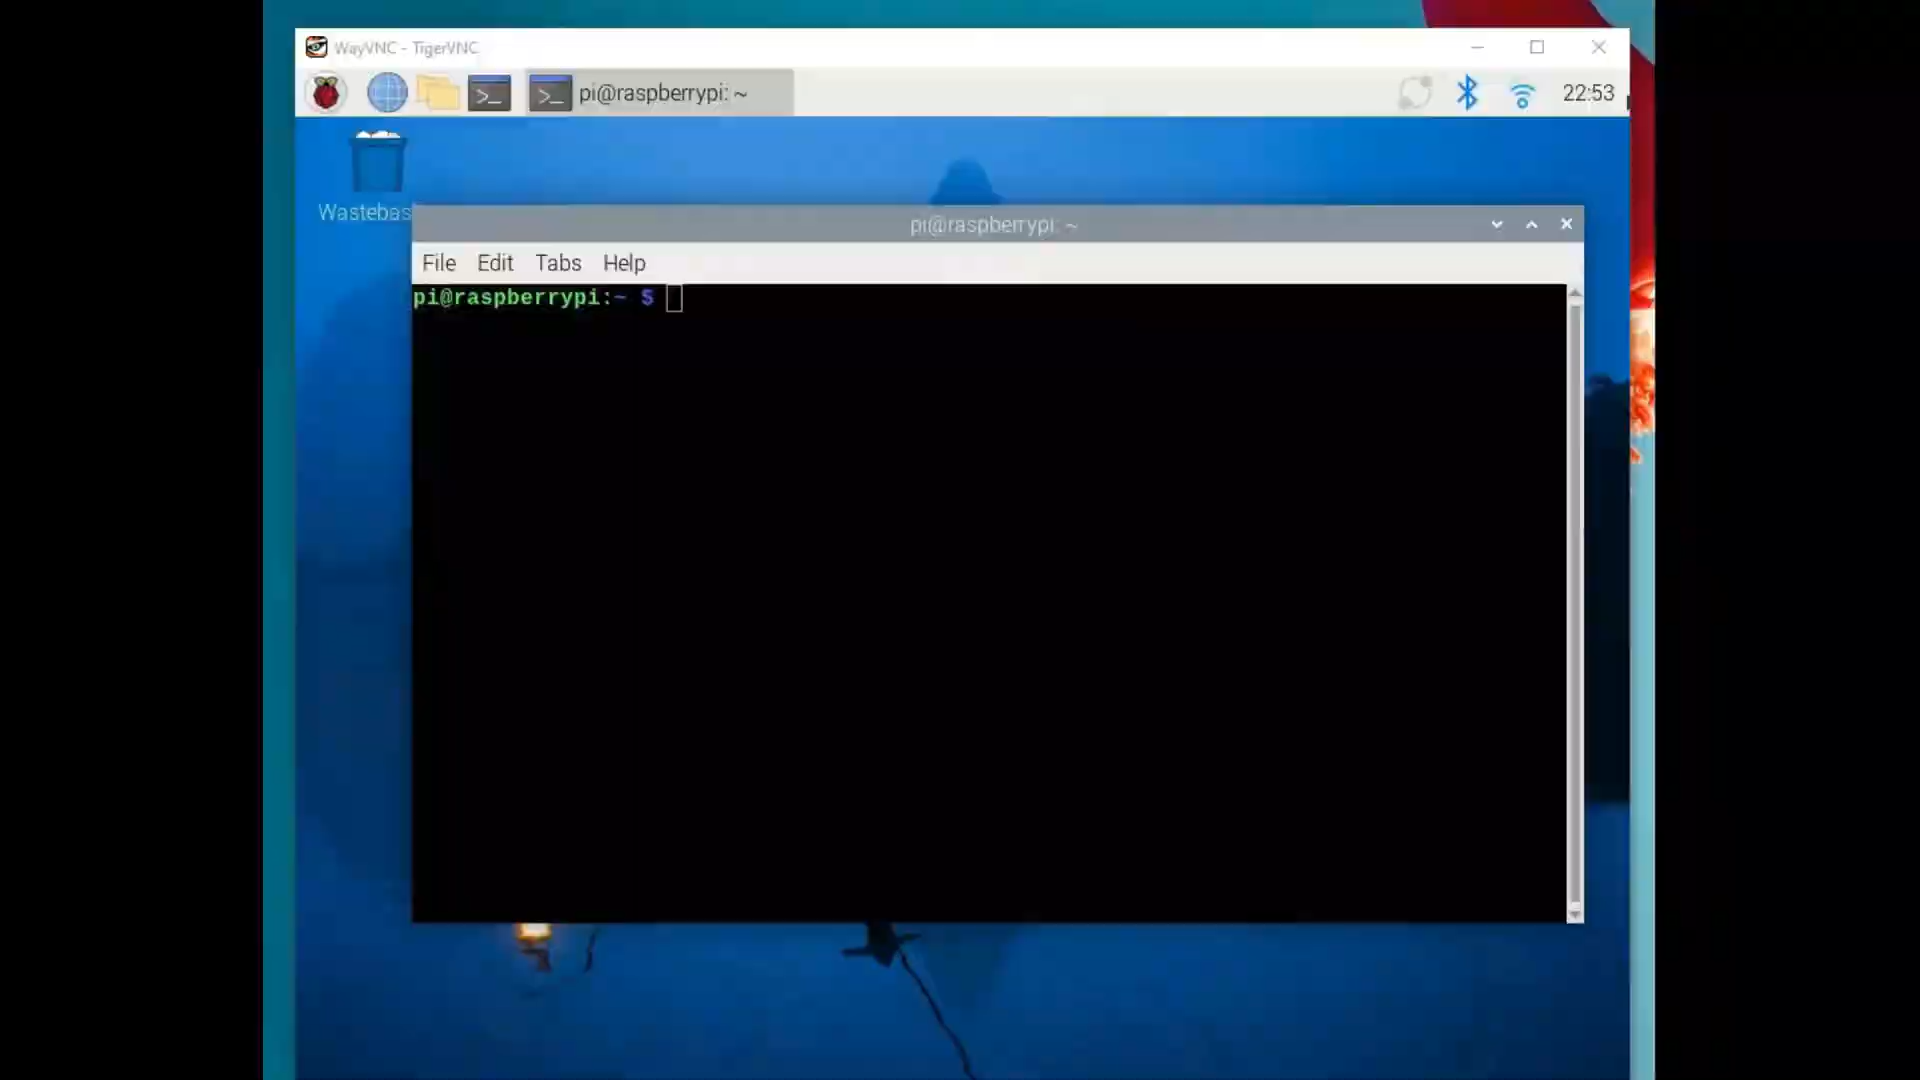 WayVNC - TigerVNC
pi@raspberrypi: ~
22:53
Wastebas
pi@raspberrypi: ~
File Edit Tabs Help
pi@raspberrypi:~ $